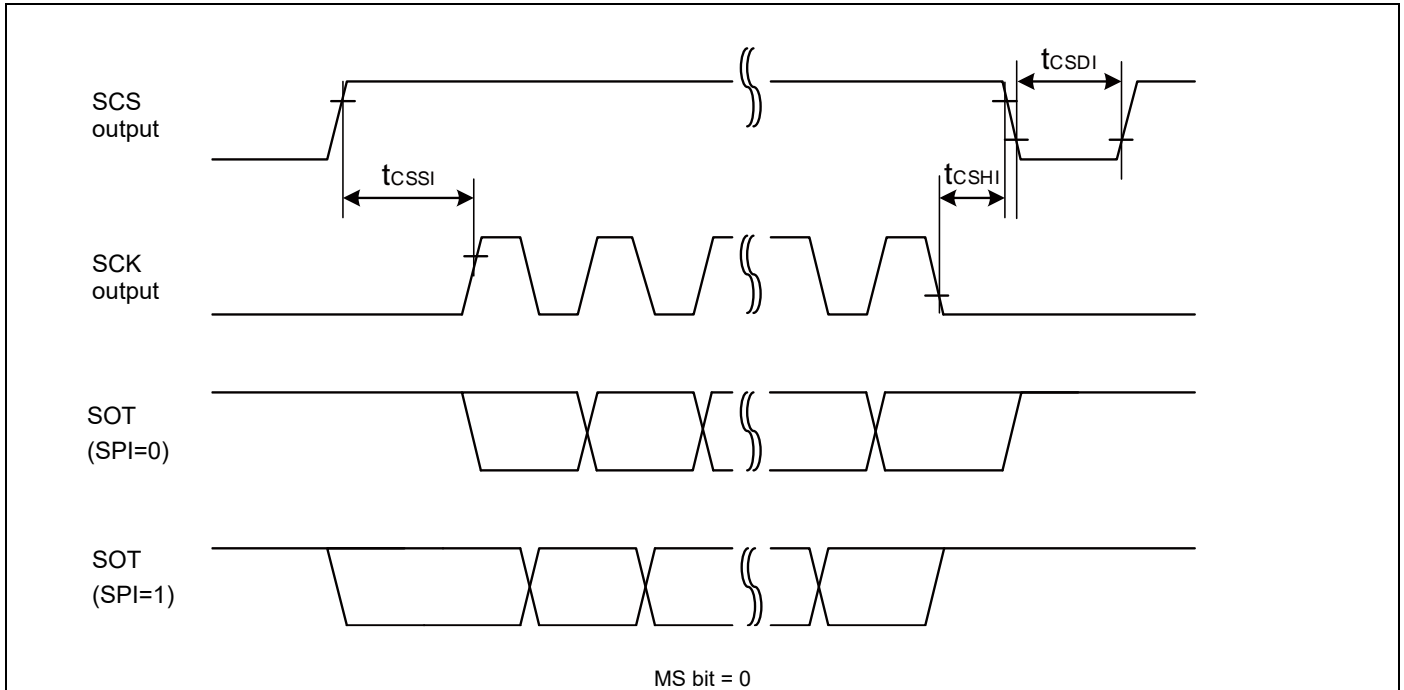 SCS
output
tCSSI
tCSHI
tCSDI
SCK
output
SOT
(SPI=0)
SOT
(SPI=1)
MS bit = 0